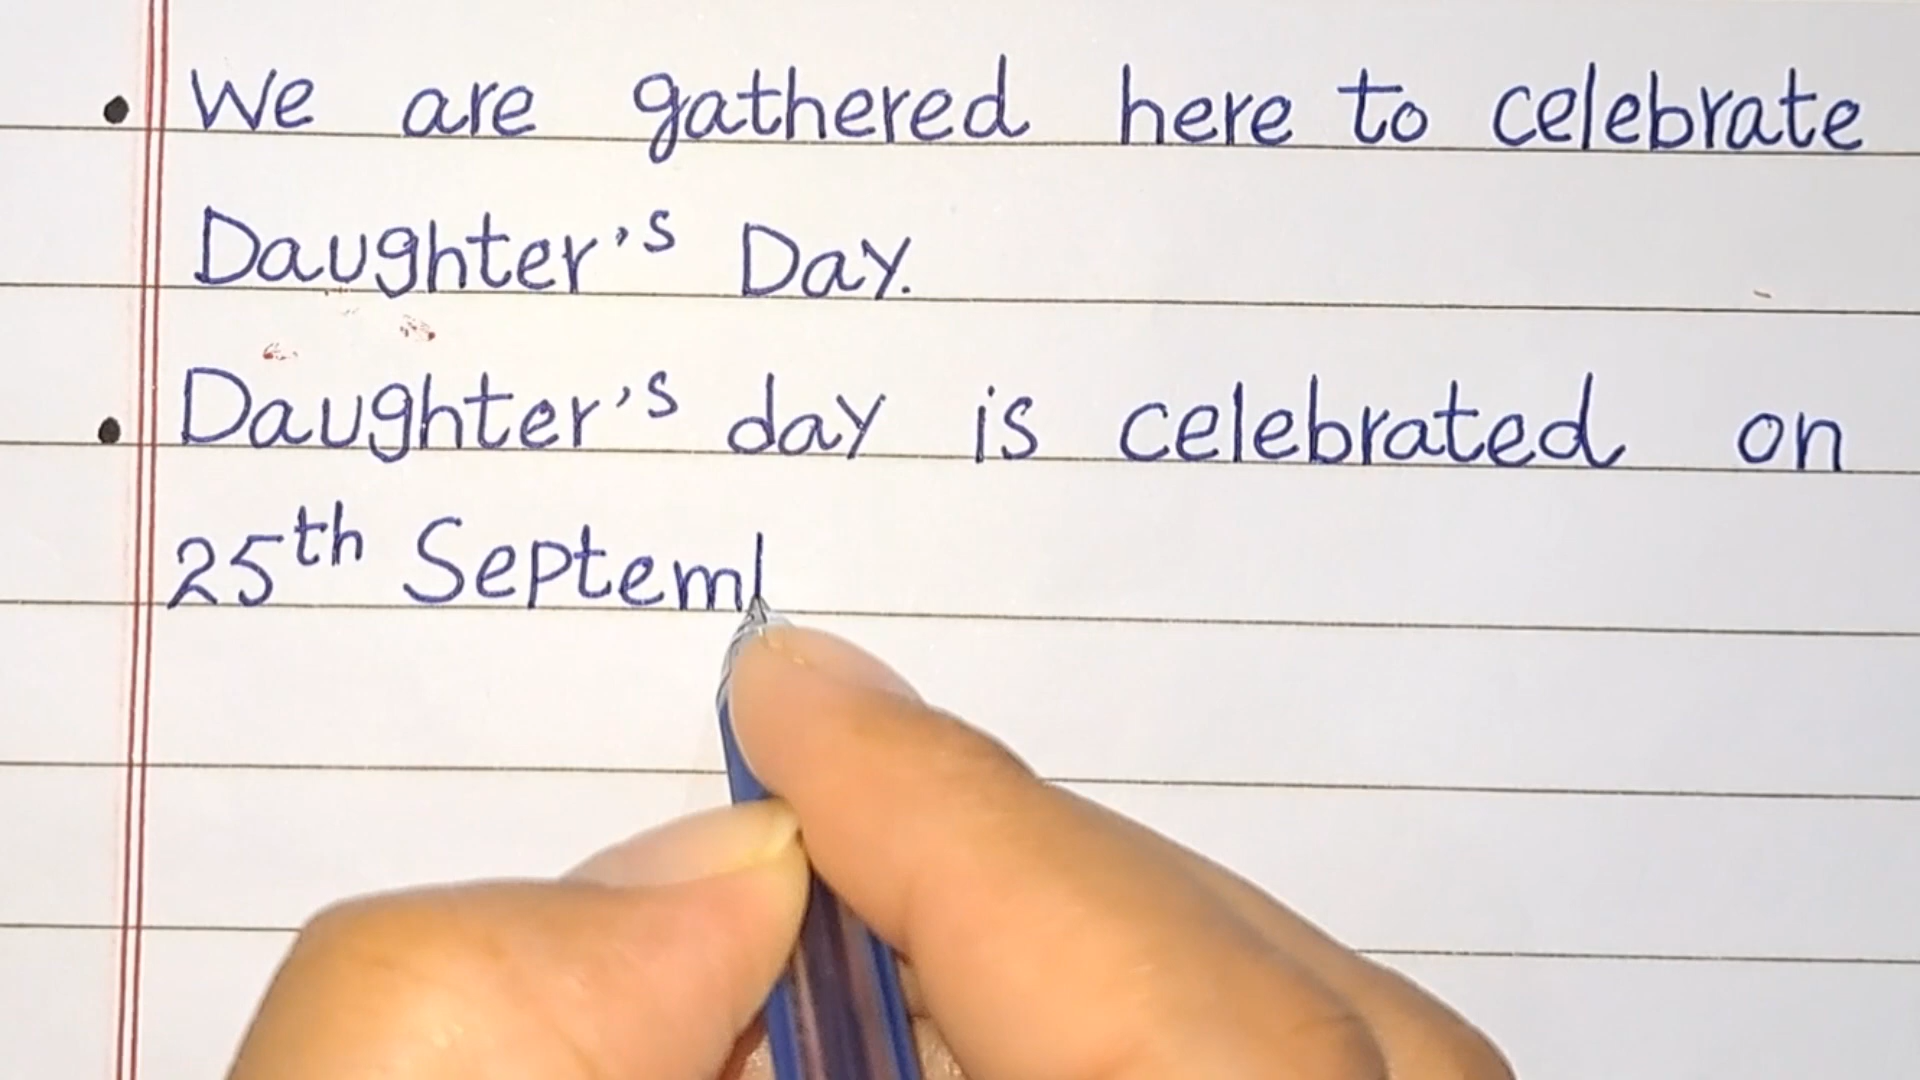 • We are gathered here to celebrate
Daughter's Day.
• Daughter's day is celebrated on
25th Septem